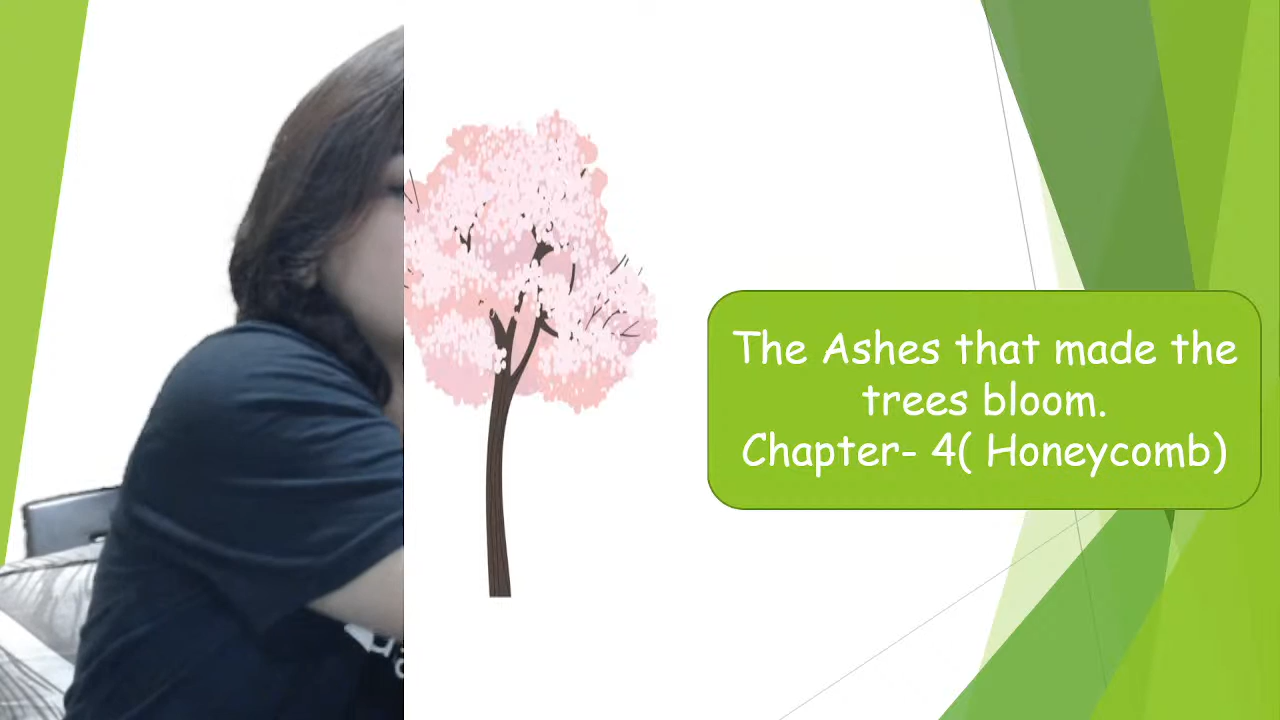 The Ashes that made the
trees bloom.
Chapter- 4( Honeycomb)